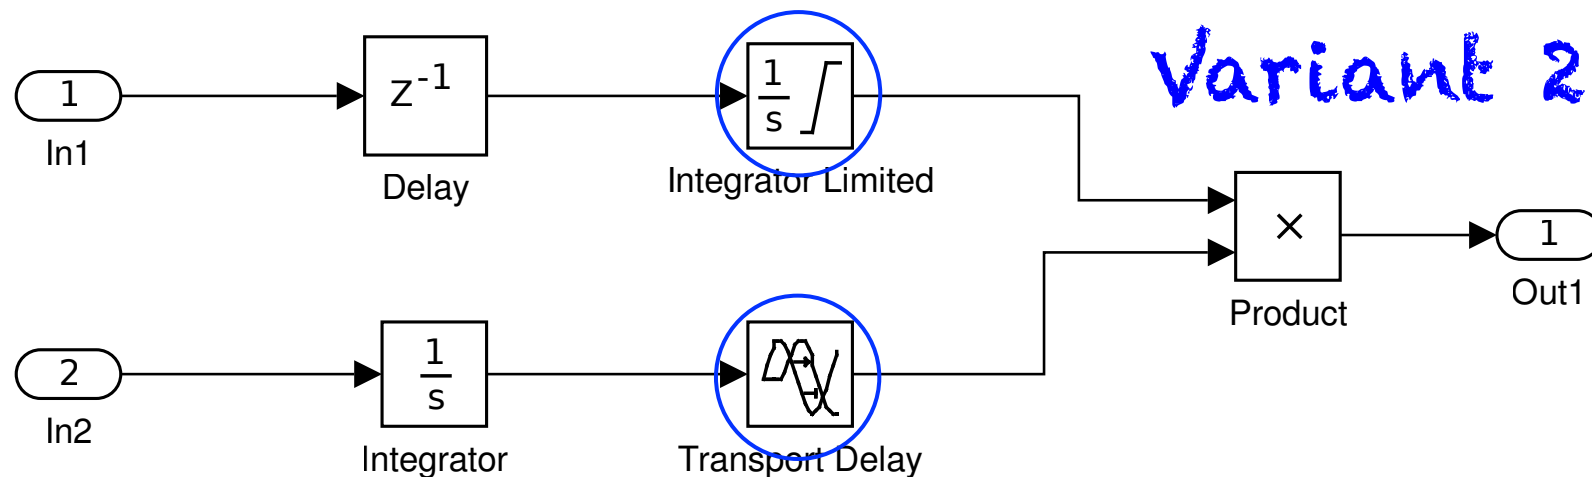 Variant 2
1
In1
Z-1
Delay
1
s
Integrator Limited
×
Product
1
Out1
2
In2
1
s
Integrator
Transport Delay